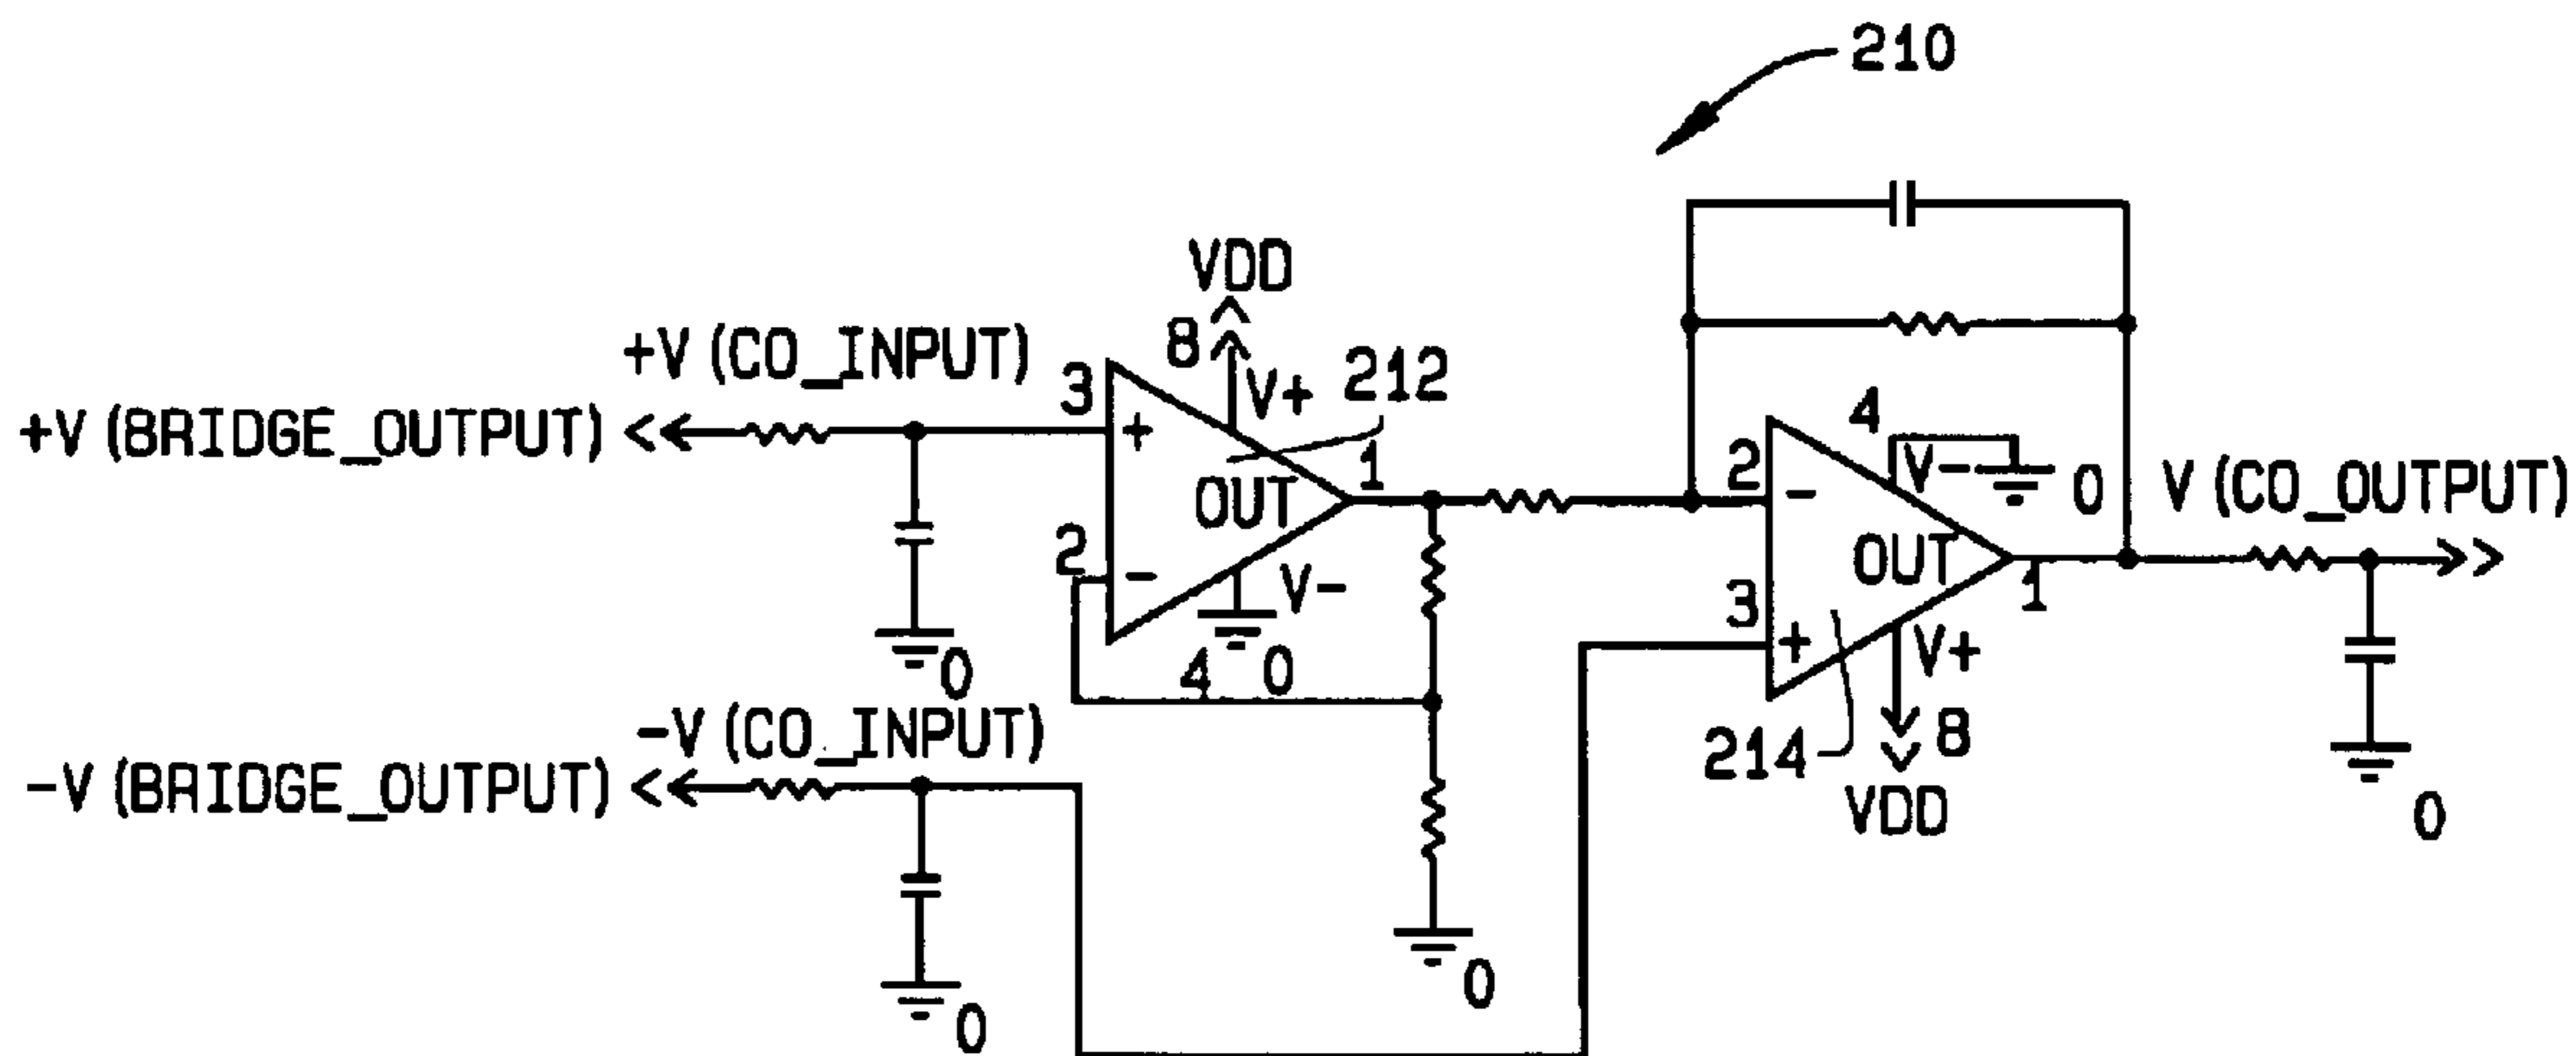 210
VDD
8
+V (CO_INPUT)
3
V+
212
4
+V (BRIDGE_OUTPUT)
+
1
2
V-
0
V (CO_OUTPUT)
OUT
-
2
-
V-
OUT
3
1
+
V+
0
4
0
-V (CO_INPUT)
214
8
-V (BRIDGE_OUTPUT)
VDD
0
0
0